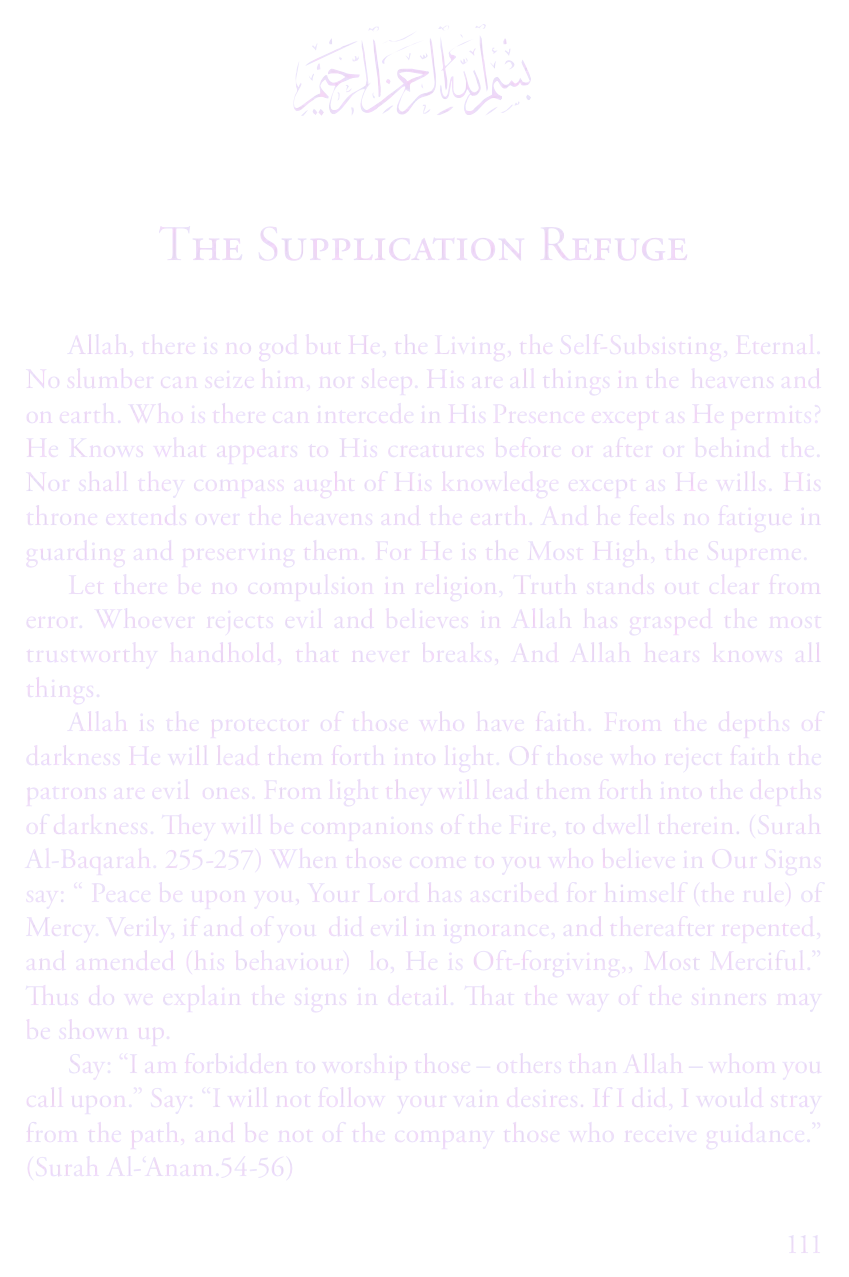 بسم الله الرحمن الرحيم
The Supplication Refuge
Allah, there is no god but He, the Living, the Self-Subsisting, Eternal.
No slumber can seize him, nor sleep. His are all things in the heavens and
on earth. Who is there can intercede in His Presence except as He permits?
He Knows what appears to His creatures before or after or behind the.
Nor shall they compass aught of His knowledge except as He wills. His
throne extends over the heavens and the earth. And he feels no fatigue in
guarding and preserving them. For He is the Most High, the Supreme.
Let there be no compulsion in religion, Truth stands out clear from
error. Whoever rejects evil and believes in Allah has grasped the most
trustworthy handhold, that never breaks, And Allah hears knows all
things.
Allah is the protector of those who have faith. From the depths of
darkness He will lead them forth into light. Of those who reject faith the
patrons are evil ones. From light they will lead them forth into the depths
of darkness. They will be companions of the Fire, to dwell therein. (Surah
Al-Baqarah. 255-257) When those come to you who believe in Our Signs
say: “ Peace be upon you, Your Lord has ascribed for himself (the rule) of
Mercy. Verily, if and of you did evil in ignorance, and thereafter repented,
and amended (his behaviour) lo, He is Oft-forgiving,, Most Merciful.”
Thus do we explain the signs in detail. That the way of the sinners may
be shown up.
Say: “I am forbidden to worship those – others than Allah – whom you
call upon.” Say: “I will not follow your vain desires. If I did, I would stray
from the path, and be not of the company those who receive guidance.”
(Surah Al-‘Anam.54-56)
111